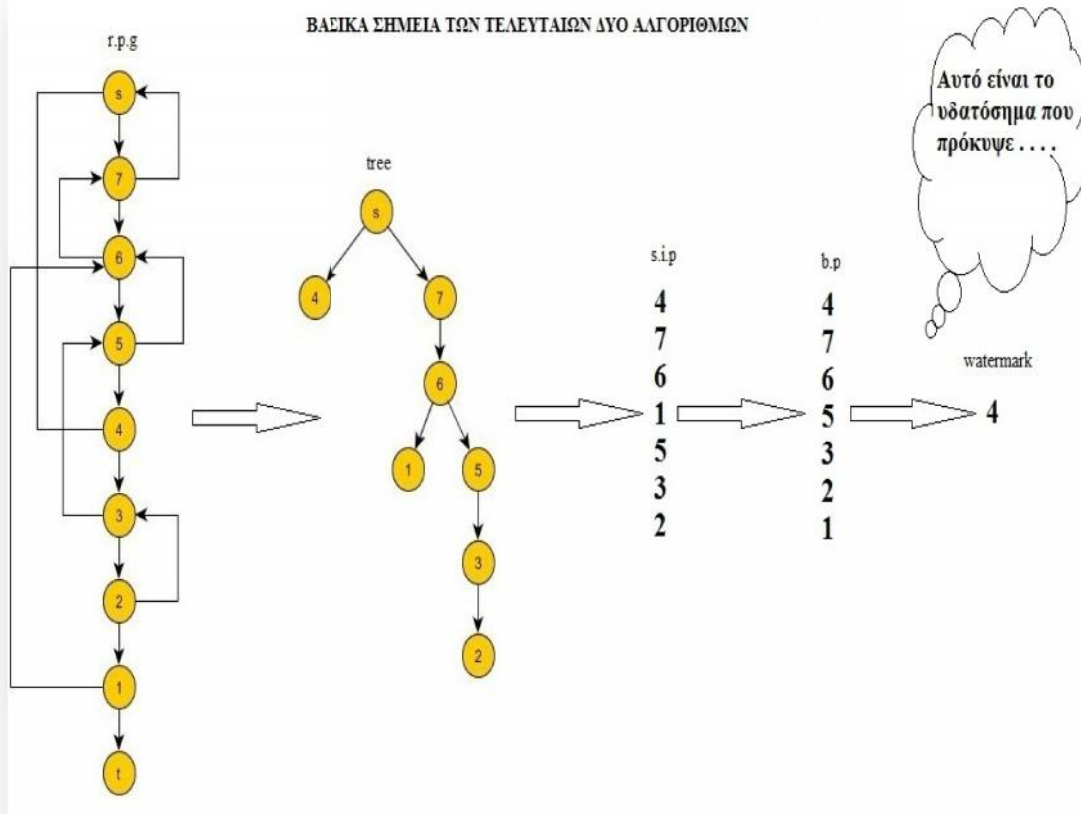 ΒΑΣΙΚΑ ΣΗΜΕΙΑ ΤΩΝ ΤΕΛΕΥΤΑΙΩΝ ΔΥΟ ΑΛΓΟΡΙΘΜΩΝ
r.p.g
s
7
6
5
4
3
2
1
t
tree
s
4
7
6
1
5
3
2
s.i.p
4
7
6
1
5
3
2
b.p
4
7
6
5
3
2
1
Αυτό είναι το
υδατόσημα που
πρόκυψε . . . .
watermark
4